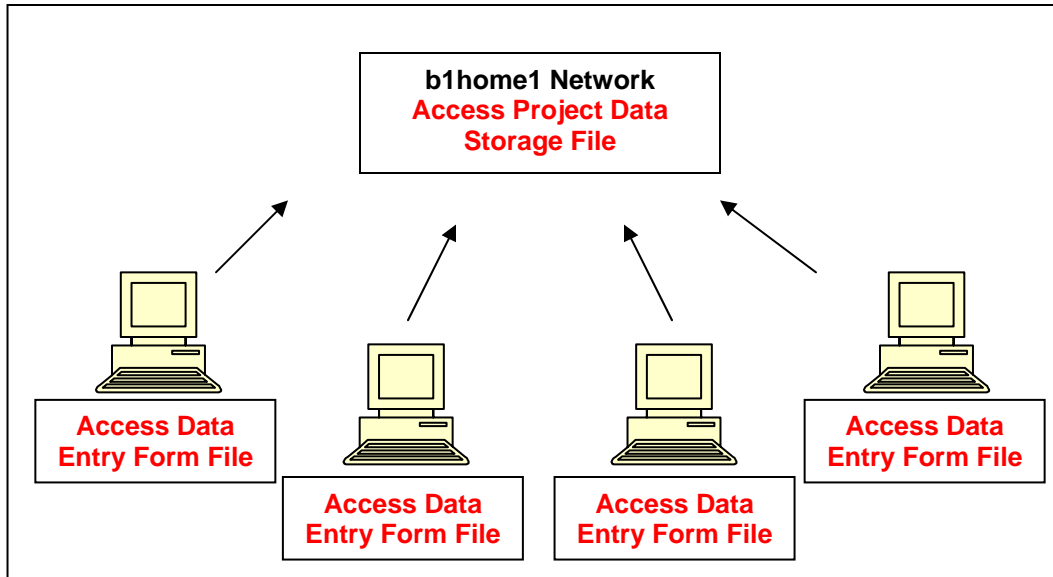 b1home1 Network
Access Project Data
Storage File
Access Data
Entry Form File
Access Data
Entry Form File
Access Data
Entry Form File
Access Data
Entry Form File